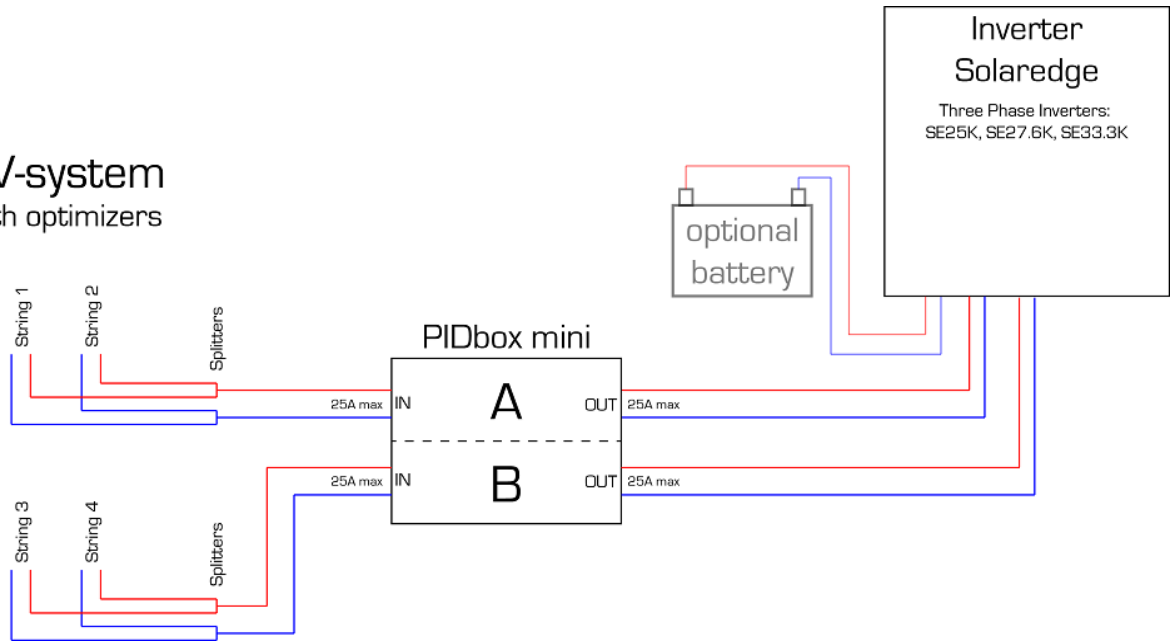 Inverter
Solaredge
Three Phase Inverters:
SE25K, SE27.6K, SE33.3K
V-system
th optimizers
optional
battery
String 1
String 2
Splitters
PIDbox mini
25A max
IN
A
OUT
25A max
25A max
IN
B
OUT
25A max
String 3
String 4
Splitters